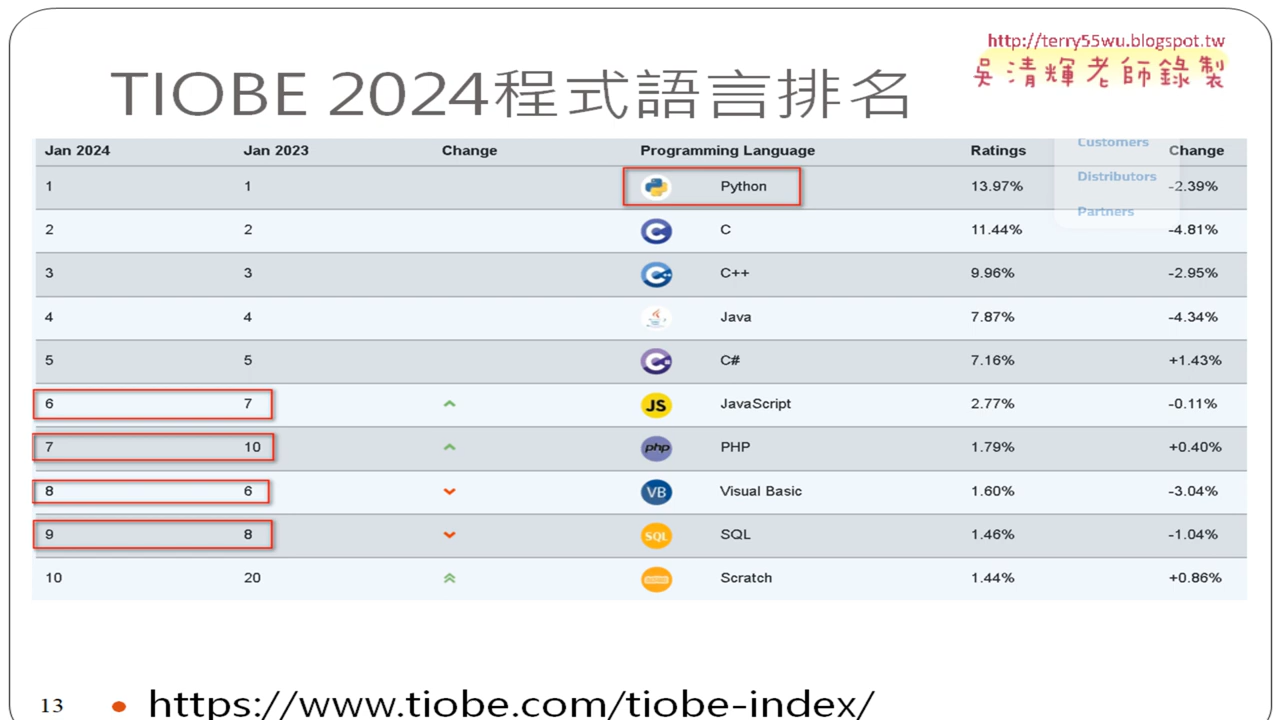 http://terry55wu.blogspot.tw
吳清輝老師錄製
TIOBE 2024程式語言排名
Customers
Distributors
Partners
Jan 2024 Jan 2023 Change Programming Language Ratings Change
1 1 Python 13.97% -2.39%
2 2 C C 11.44% -4.81%
3 3 C C++ 9.96% -2.95%
4 4 Java 7.87% -4.34%
5 5 C C# 7.16% +1.43%
6 7 JS JavaScript 2.77% -0.11%
7 10 php PHP 1.79% +0.40%
8 6 VB Visual Basic 1.60% -3.04%
9 8 SQL SQL 1.46% -1.04%
10 20 Scratch 1.44% +0.86%
13
• https://www.tiobe.com/tiobe-index/